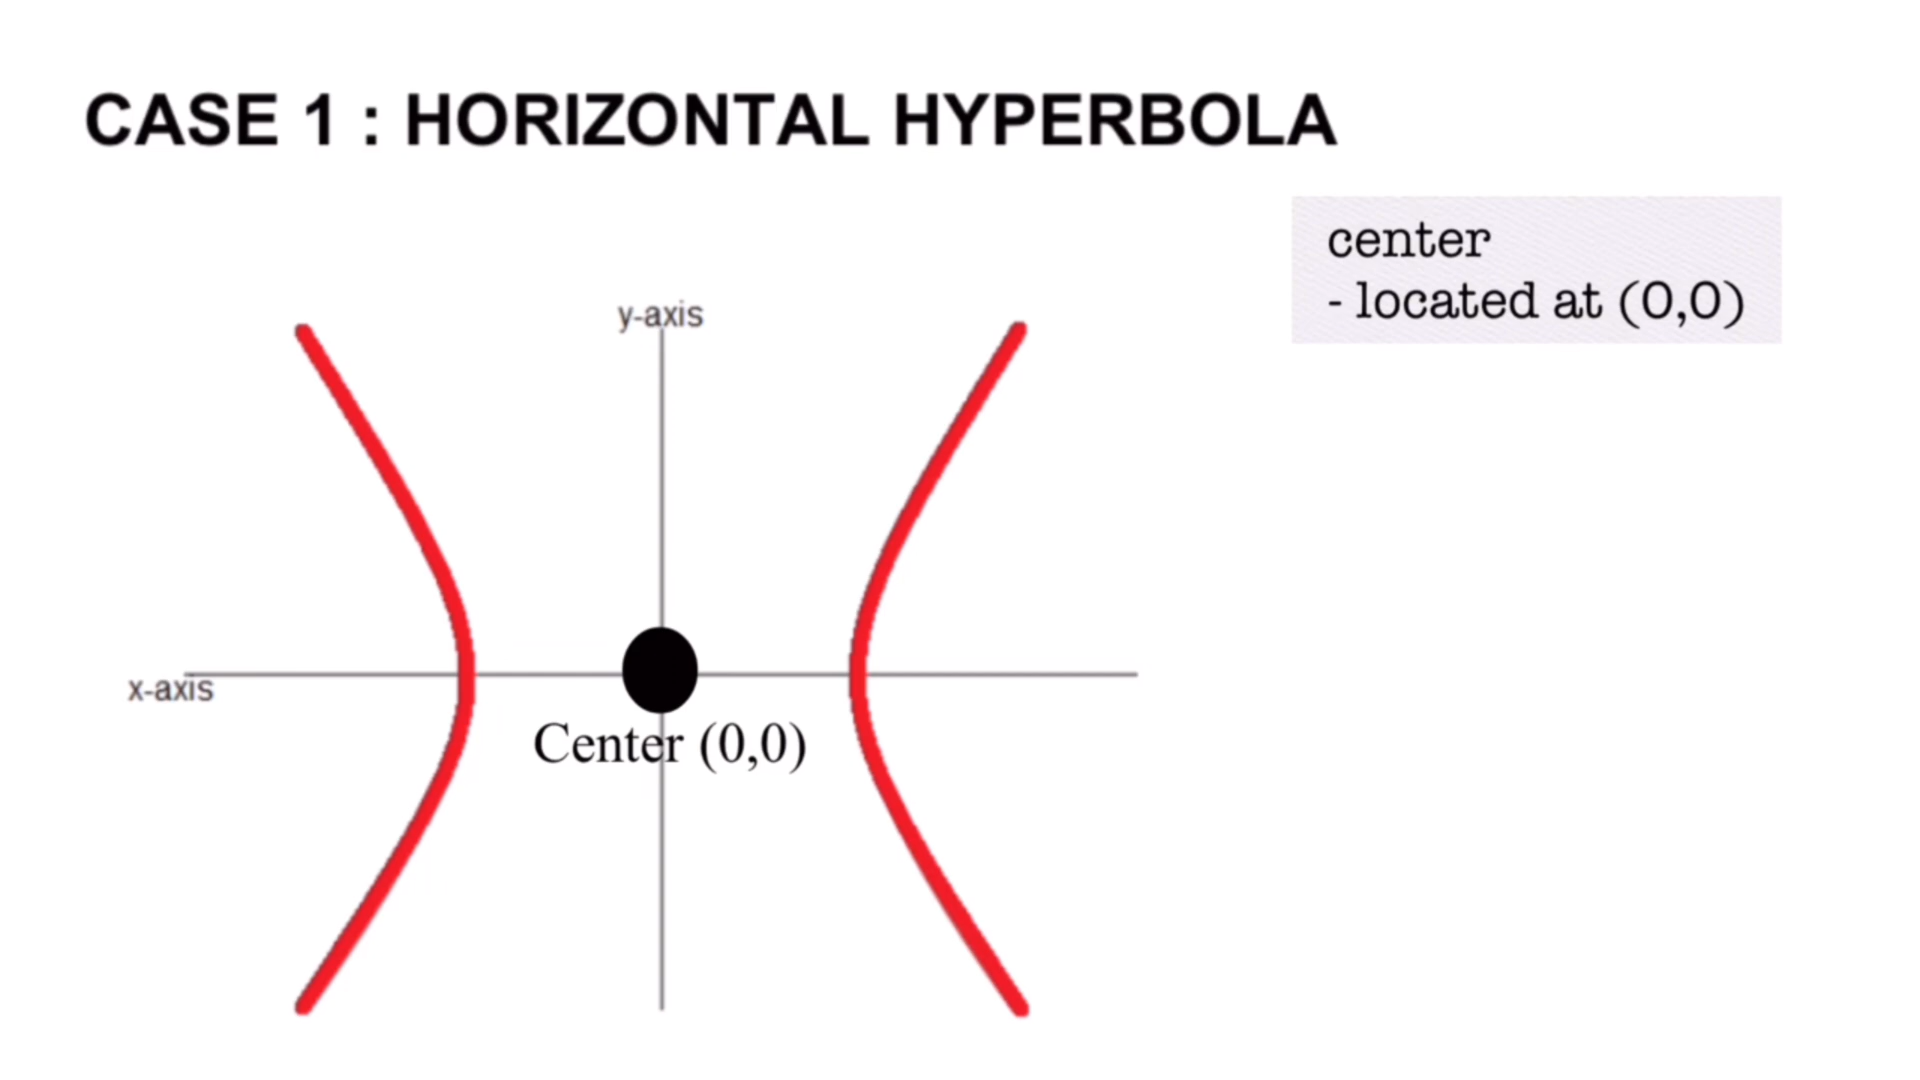 CASE 1 : HORIZONTAL HYPERBOLA
center
- located at (0,0)
y-axis
x-axis
Center (0,0)